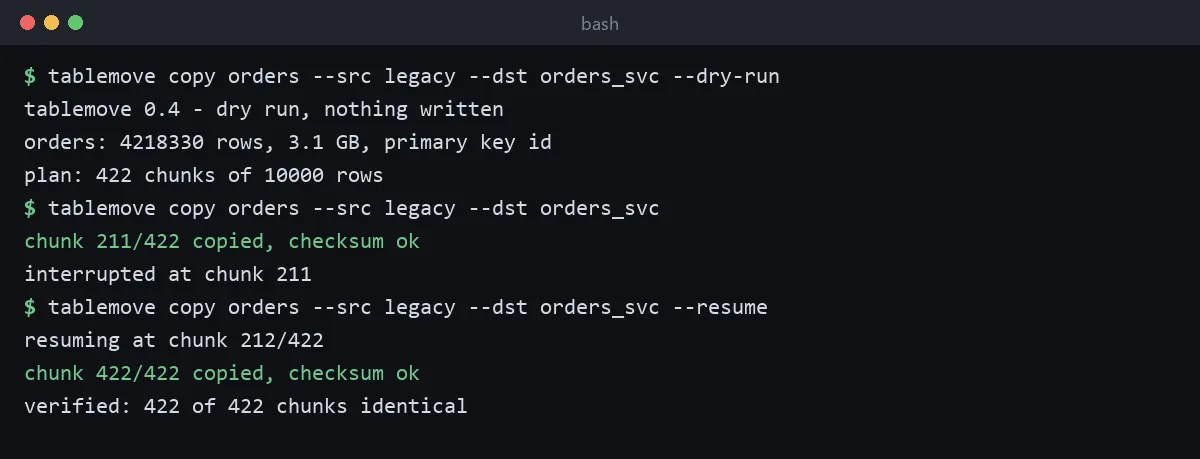 bash
$ tablemove copy orders --src legacy --dst orders_svc --dry-run
tablemove 0.4 - dry run, nothing written
orders: 4218330 rows, 3.1 GB, primary key id
plan: 422 chunks of 10000 rows
$ tablemove copy orders --src legacy --dst orders_svc
chunk 211/422 copied, checksum ok
interrupted at chunk 211
$ tablemove copy orders --src legacy --dst orders_svc --resume
resuming at chunk 212/422
chunk 422/422 copied, checksum ok
verified: 422 of 422 chunks identical